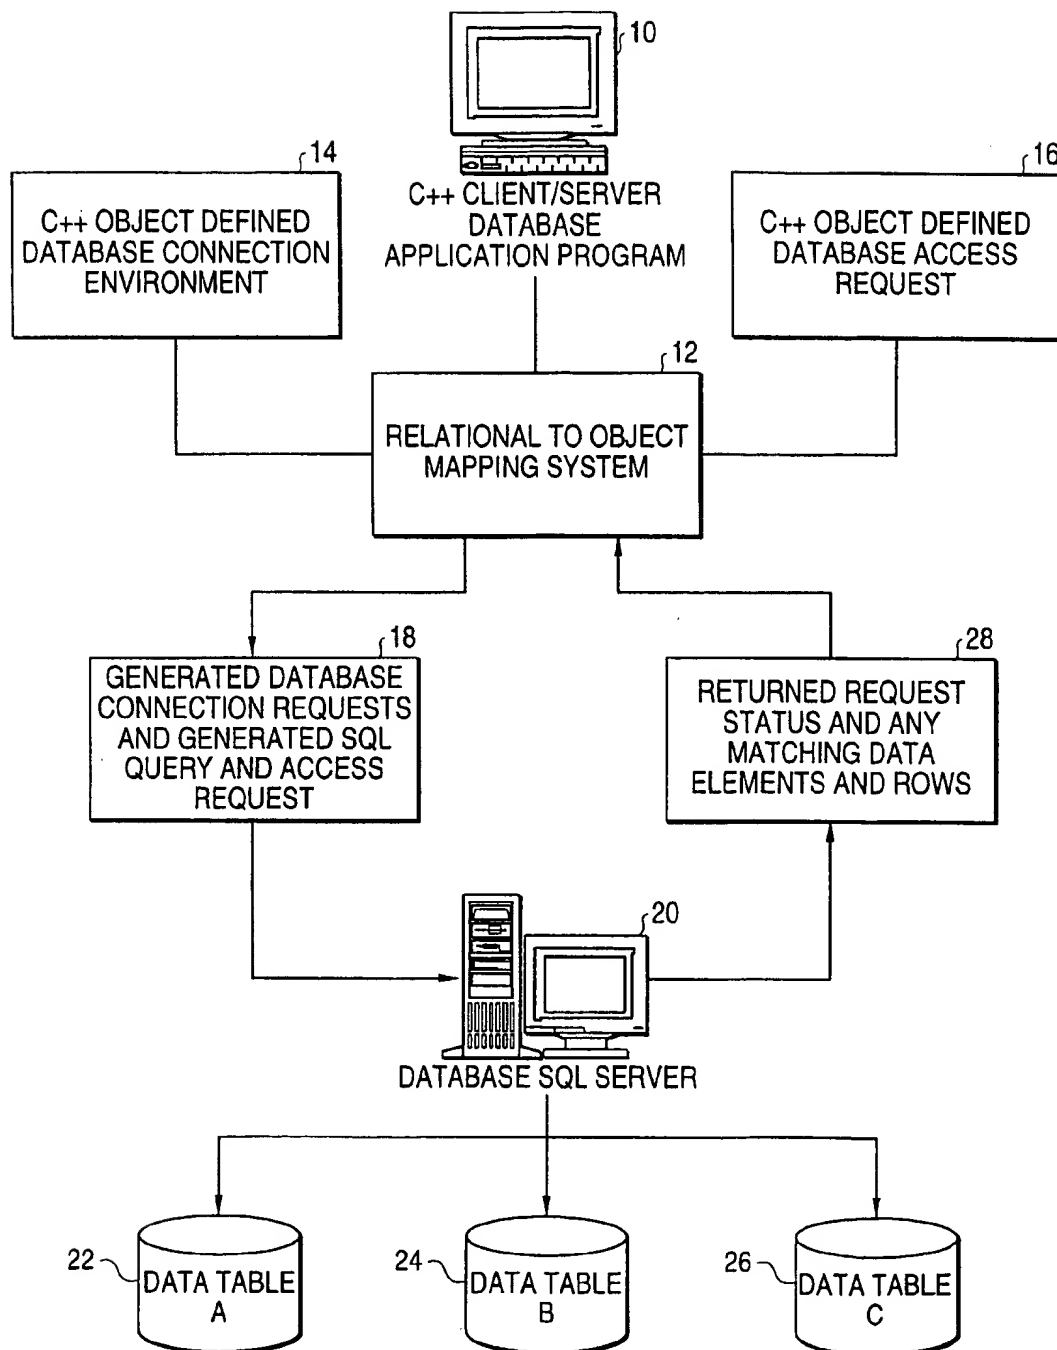 10
C++ CLIENT/SERVER
DATABASE
APPLICATION PROGRAM
14
C++ OBJECT DEFINED
DATABASE CONNECTION
ENVIRONMENT
16
C++ OBJECT DEFINED
DATABASE ACCESS
REQUEST
12
RELATIONAL TO OBJECT
MAPPING SYSTEM
18
GENERATED DATABASE
CONNECTION REQUESTS
AND GENERATED SQL
QUERY AND ACCESS
REQUEST
28
RETURNED REQUEST
STATUS AND ANY
MATCHING DATA
ELEMENTS AND ROWS
20
DATABASE SQL SERVER
22
DATA TABLE
A
24
DATA TABLE
B
26
DATA TABLE
C